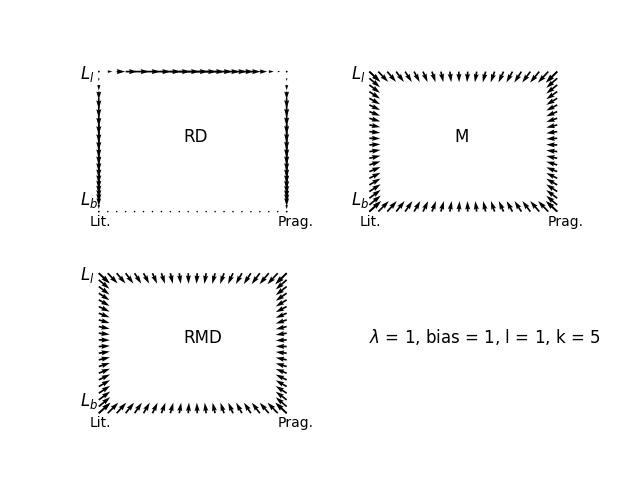 L_l
RD
L_b
Lit. Prag.
L_l
M
L_b
Lit. Prag.
L_l
RMD
L_b
Lit. Prag.
λ = 1, bias = 1, l = 1, k = 5